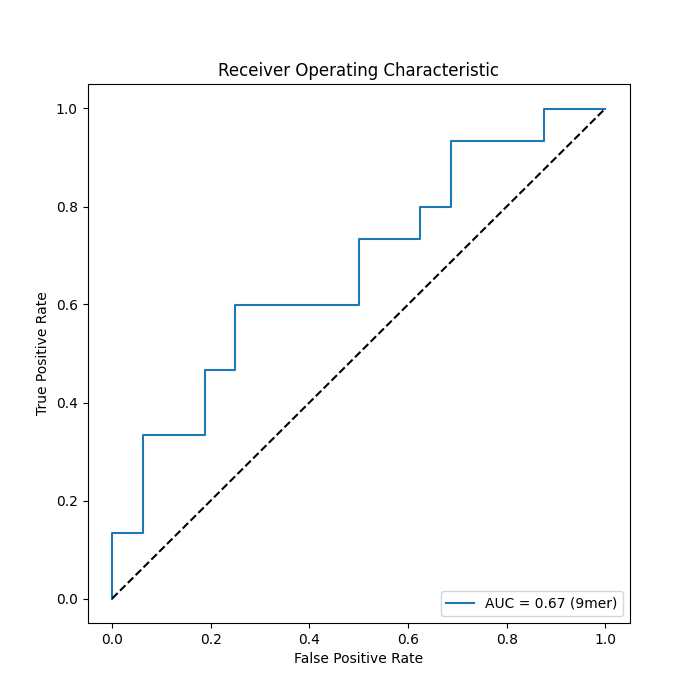 Receiver Operating Characteristic
True Positive Rate
1.0
0.8
0.6
0.4
0.2
0.0
AUC = 0.67 (9mer)
0.0 0.2 0.4 0.6 0.8 1.0
False Positive Rate